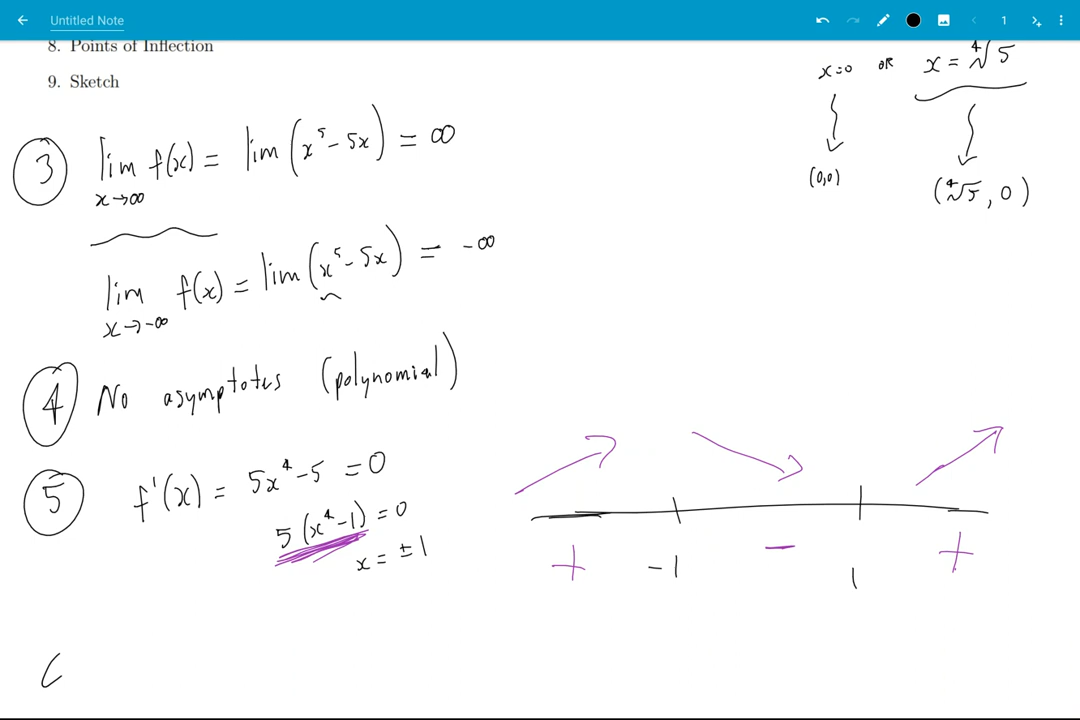 Untitled Note
1
8. Points of Inflection
9. Sketch
x=0 OR x = ∜5
(0,0) (∜5, 0)
3 lim x→∞ f(x) = lim (x⁵ - 5x) = ∞
lim x→-∞ f(x) = lim (x⁵ - 5x) = -∞
4 No asymptotes (polynomial)
5 f'(x) = 5x⁴ - 5 = 0
5 (x⁴ - 1) = 0
x = ± 1
+ -1 - 1 +